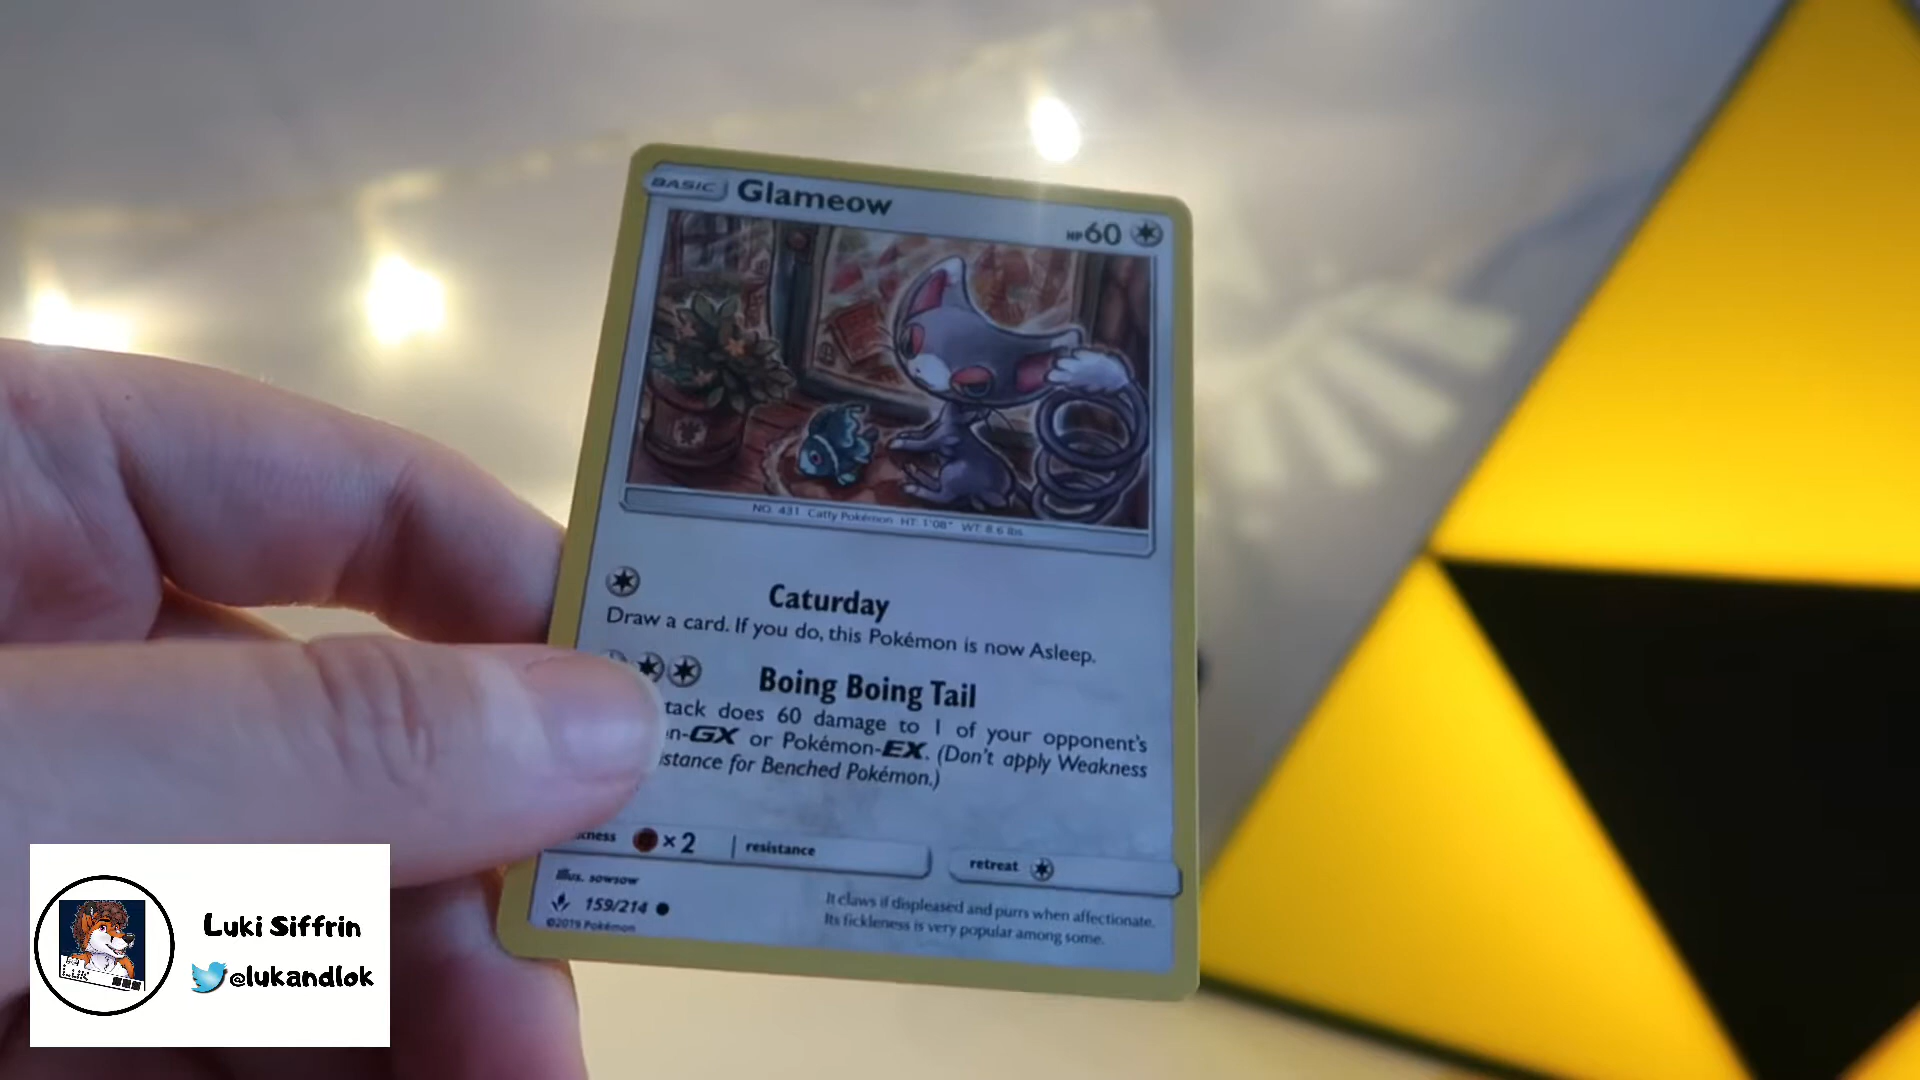 BASIC Glameow
HP60
NO. 431 Catty Pokémon HT: 1'08" WT: 8.6 lbs
Caturday
Draw a card. If you do, this Pokémon is now Asleep.
Boing Boing Tail
tack does 60 damage to 1 of your opponent's
n-GX or Pokémon-EX. (Don't apply Weakness
istance for Benched Pokémon.)
kness ×2 resistance retreat
Illus. sowsow
159/214
©2019 Pokémon
It claws if displeased and purrs when affectionate.
Its fickleness is very popular among some.
LUK
Luki Siffrin
@lukandlok